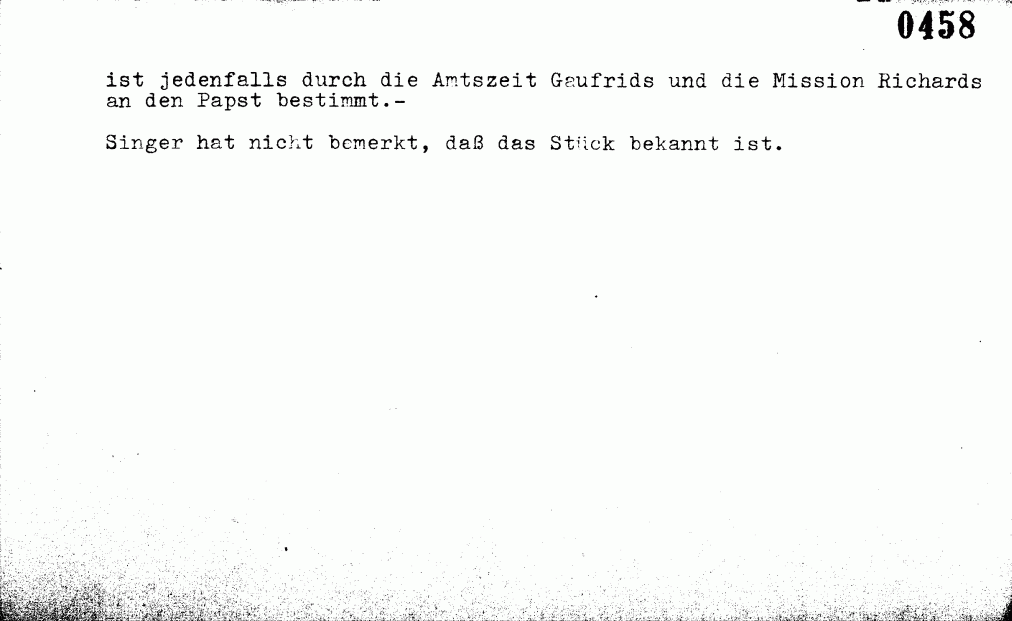 0458
ist jedenfalls durch die Amtszeit Gaufrids und die Mission Richards
an den Papst bestimmt.-
Singer hat nicht bemerkt, daß das Stück bekannt ist.